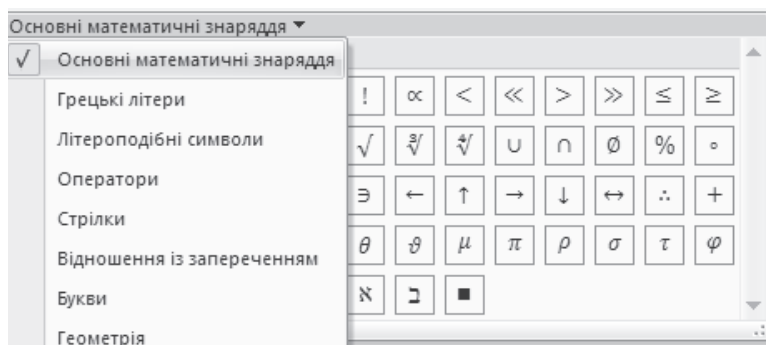 Основні математичні знаряддя ▼
✓ Основні математичні знаряддя
Грецькі літери
! ∝ < ≪ > ≫ ≤ ≥
Літероподібні символи
√ ∛ ∜ ∪ ∩ ∅ % °
Оператори
∋ ← ↑ → ↓ ↔ ∴ +
Стрілки
Відношення із запереченням
θ ϑ μ π ρ σ τ φ
Букви
ℵ ℶ ■
Геометрія